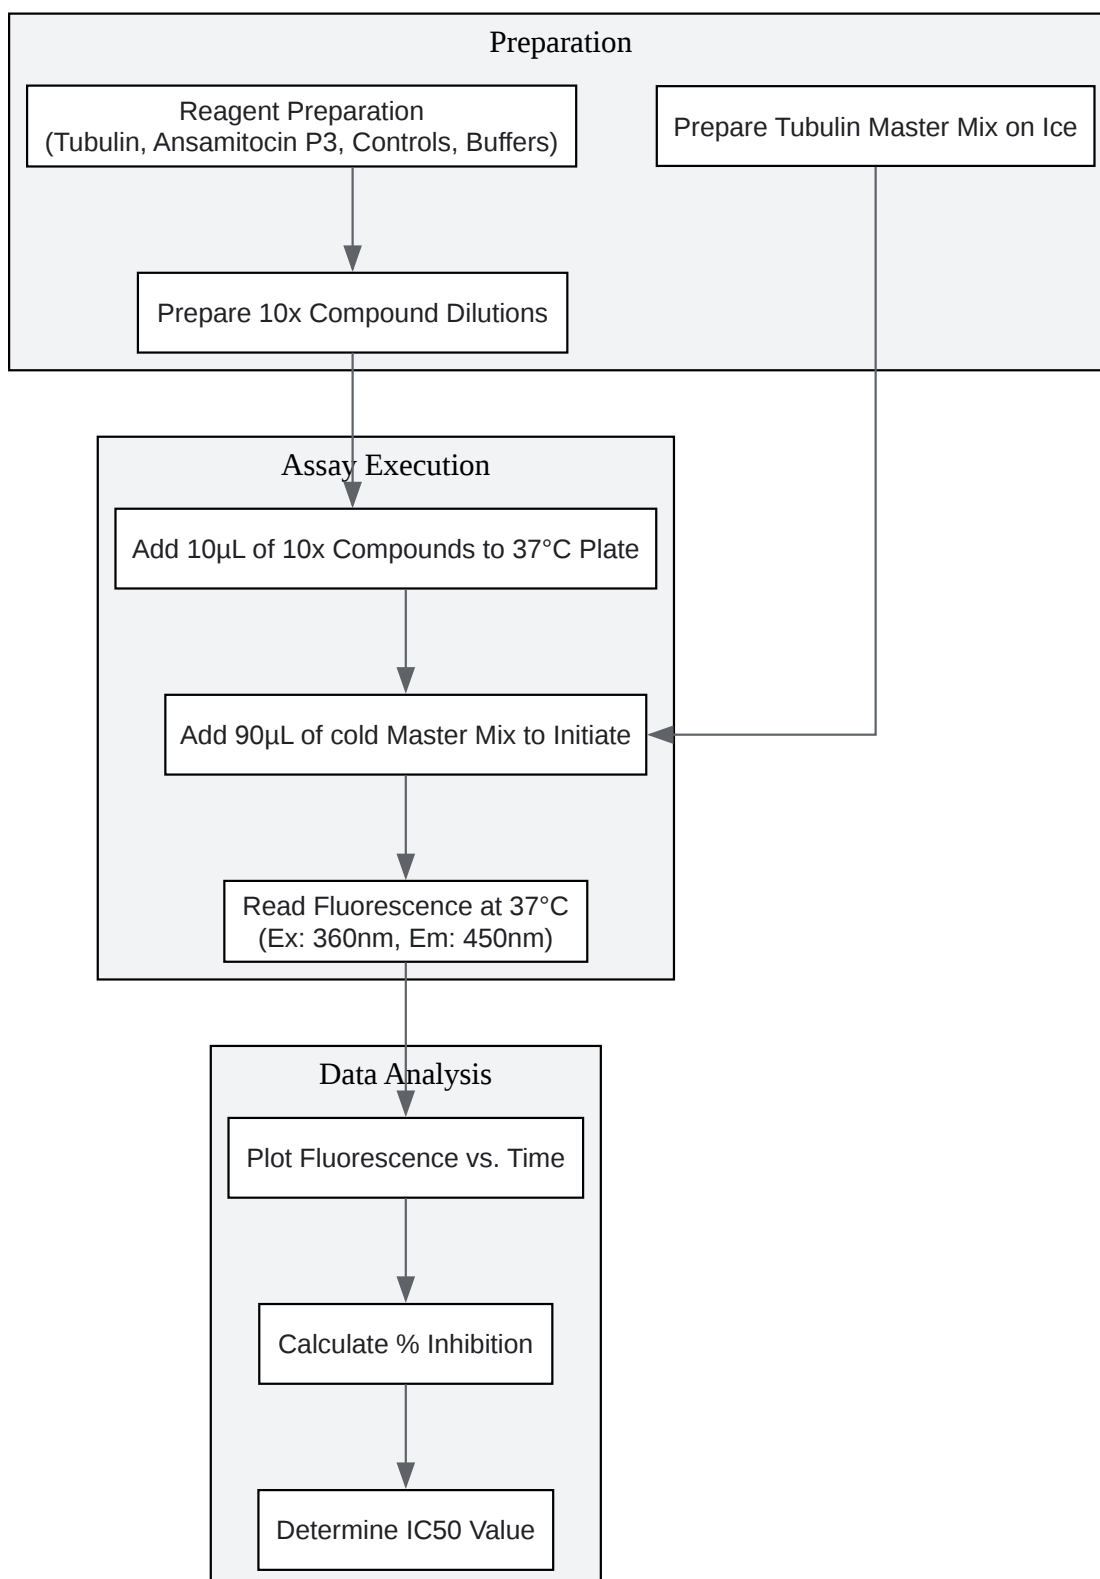 Preparation
Reagent Preparation
(Tubulin, Ansamitocin P3, Controls, Buffers)
Prepare Tubulin Master Mix on Ice
Prepare 10x Compound Dilutions
Assay Execution
Add 10µL of 10x Compounds to 37°C Plate
Add 90µL of cold Master Mix to Initiate
Read Fluorescence at 37°C
(Ex: 360nm, Em: 450nm)
Data Analysis
Plot Fluorescence vs. Time
Calculate % Inhibition
Determine IC50 Value